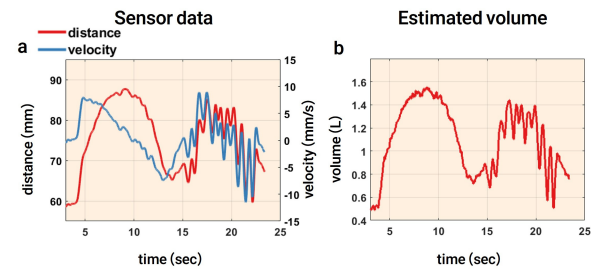 Sensor data
Estimated volume
a
distance
velocity
b
90
80
70
60
distance (mm)
15
10
5
0
-5
-10
-15
velocity (mm/s)
5
10
15
20
25
time (sec)
1.6
1.4
1.2
1.0
0.8
0.6
0.4
volume (L)
5
10
15
20
25
time (sec)